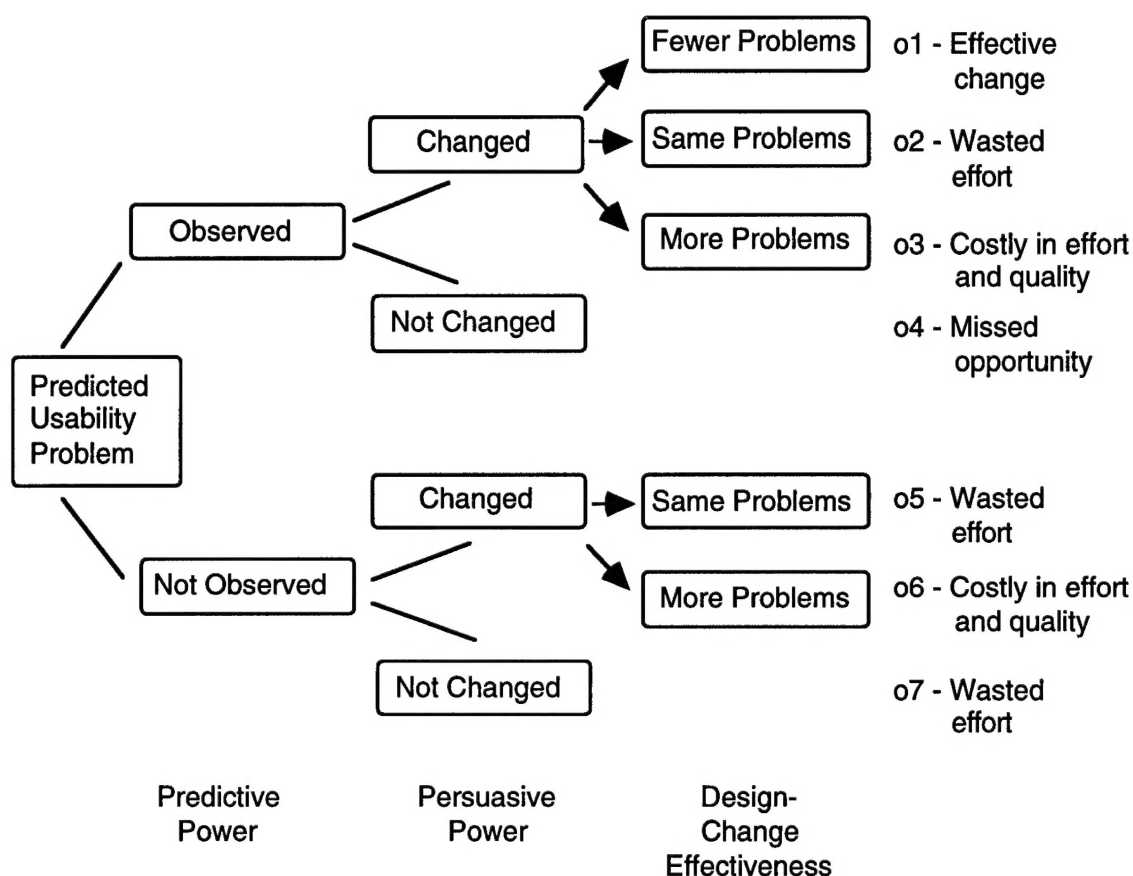 Fewer Problems
o1 - Effective
change
Changed
Same Problems
o2 - Wasted
effort
Observed
More Problems
o3 - Costly in effort
and quality
Not Changed
o4 - Missed
opportunity
Predicted
Usability
Problem
Changed
Same Problems
o5 - Wasted
effort
Not Observed
More Problems
o6 - Costly in effort
and quality
Not Changed
o7 - Wasted
effort
Predictive
Power
Persuasive
Power
Design-
Change
Effectiveness